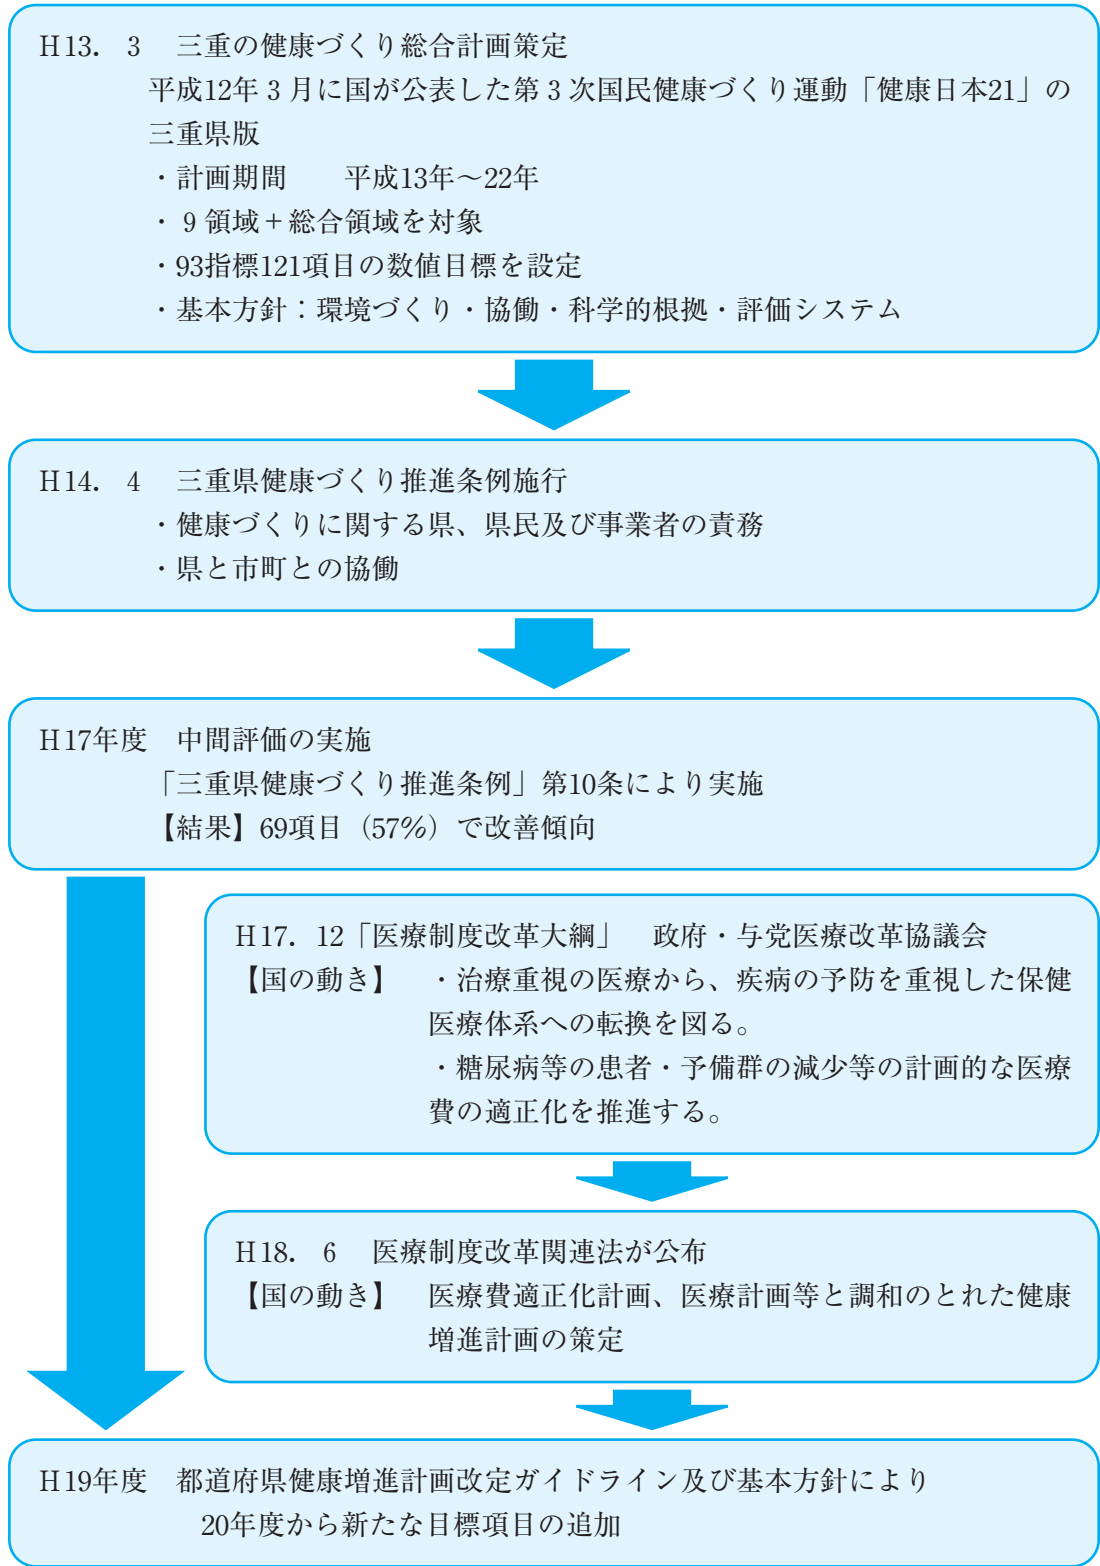 H13. 3 三重の健康づくり総合計画策定
平成12年3月に国が公表した第3次国民健康づくり運動「健康日本21」の
三重県版
・計画期間　　平成13年～22年
・9領域+総合領域を対象
・93指標121項目の数値目標を設定
・基本方針：環境づくり・協働・科学的根拠・評価システム
H14. 4 三重県健康づくり推進条例施行
・健康づくりに関する県、県民及び事業者の責務
・県と市町との協働
H17年度　中間評価の実施
「三重県健康づくり推進条例」第10条により実施
【結果】69項目（57%）で改善傾向
H17. 12「医療制度改革大綱」　政府・与党医療改革協議会
【国の動き】　・治療重視の医療から、疾病の予防を重視した保健
医療体系への転換を図る。
・糖尿病等の患者・予備群の減少等の計画的な医療
費の適正化を推進する。
H18. 6　医療制度改革関連法が公布
【国の動き】　医療費適正化計画、医療計画等と調和のとれた健康
増進計画の策定
H19年度　都道府県健康増進計画改定ガイドライン及び基本方針により
20年度から新たな目標項目の追加